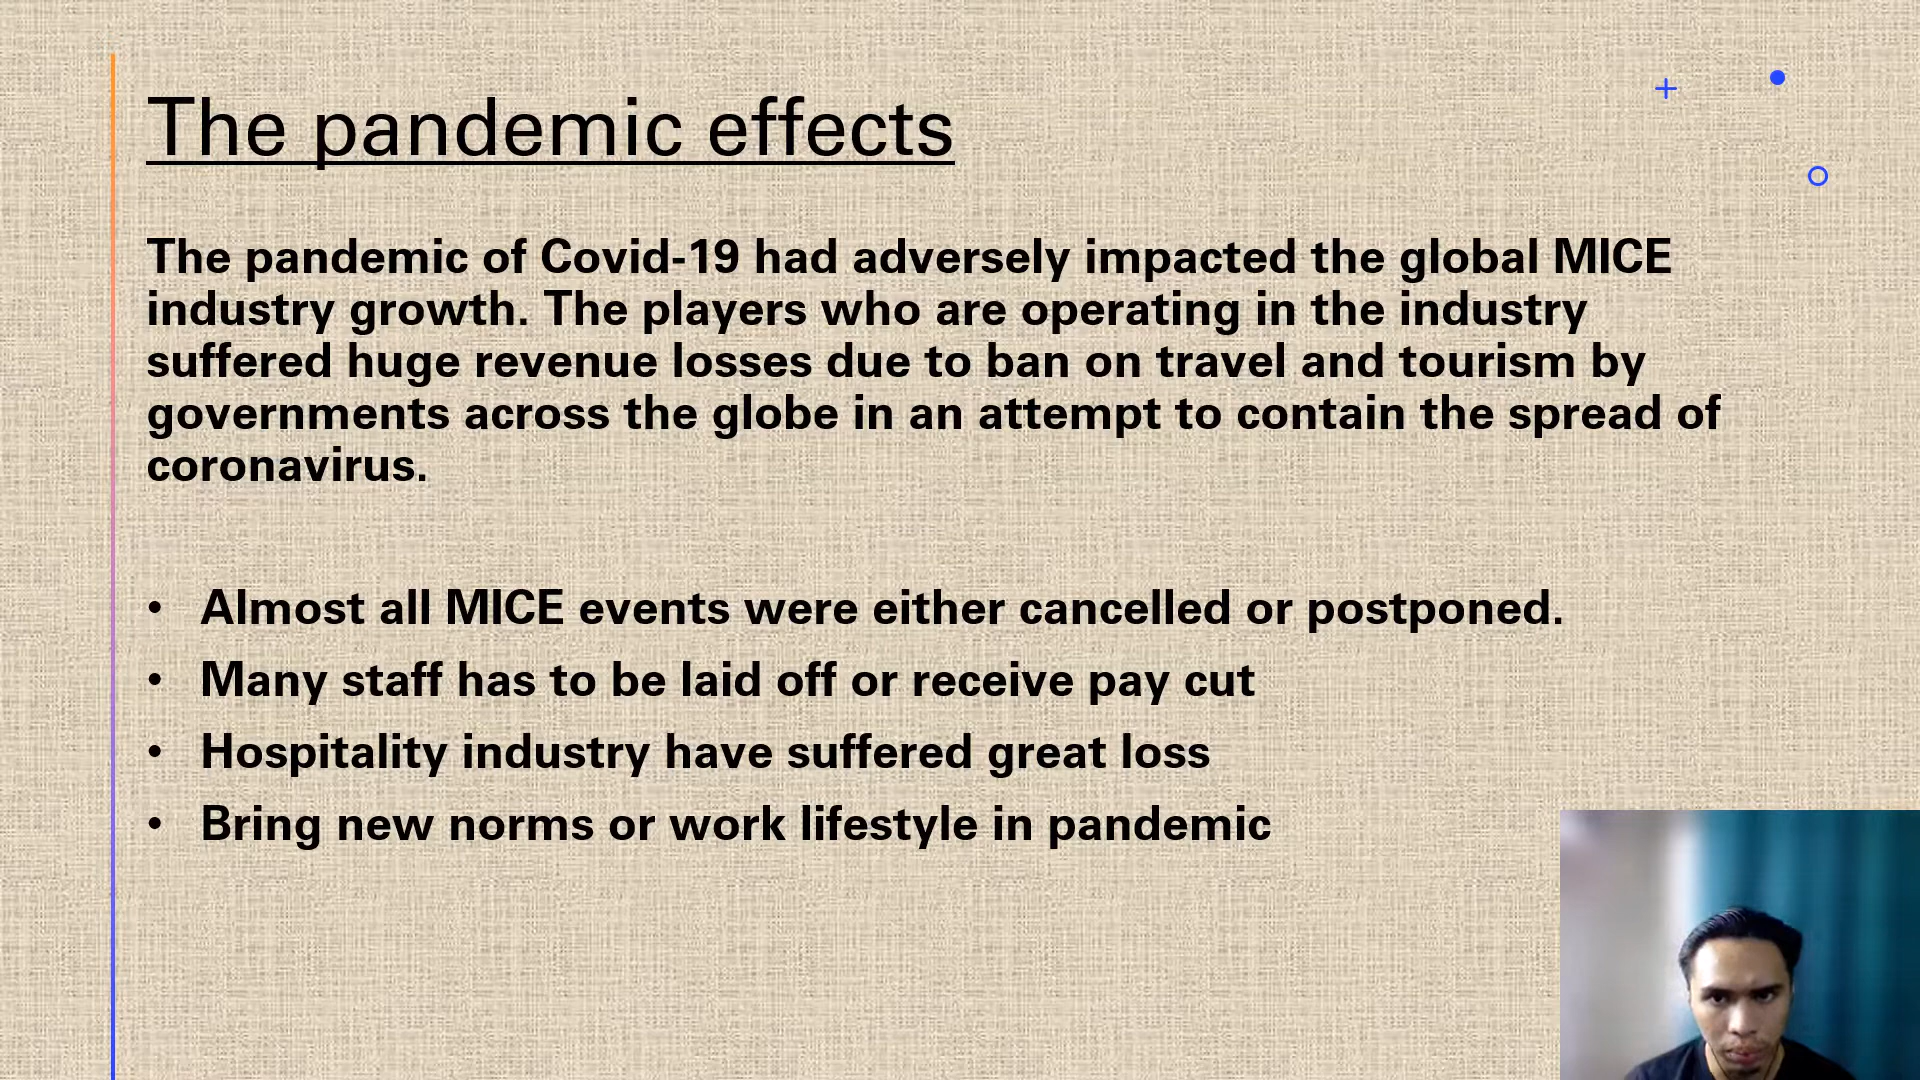 The pandemic effects
The pandemic of Covid-19 had adversely impacted the global MICE
industry growth. The players who are operating in the industry
suffered huge revenue losses due to ban on travel and tourism by
governments across the globe in an attempt to contain the spread of
coronavirus.
• Almost all MICE events were either cancelled or postponed.
• Many staff has to be laid off or receive pay cut
• Hospitality industry have suffered great loss
• Bring new norms or work lifestyle in pandemic